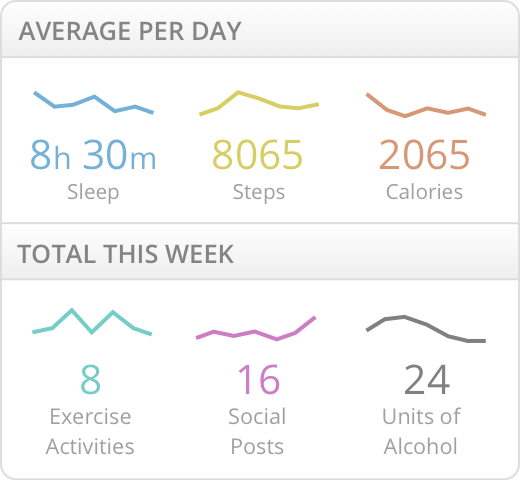 AVERAGE PER DAY
8h 30m 8065 2065
Sleep Steps Calories
TOTAL THIS WEEK
8 16 24
Exercise Social Units of
Activities Posts Alcohol